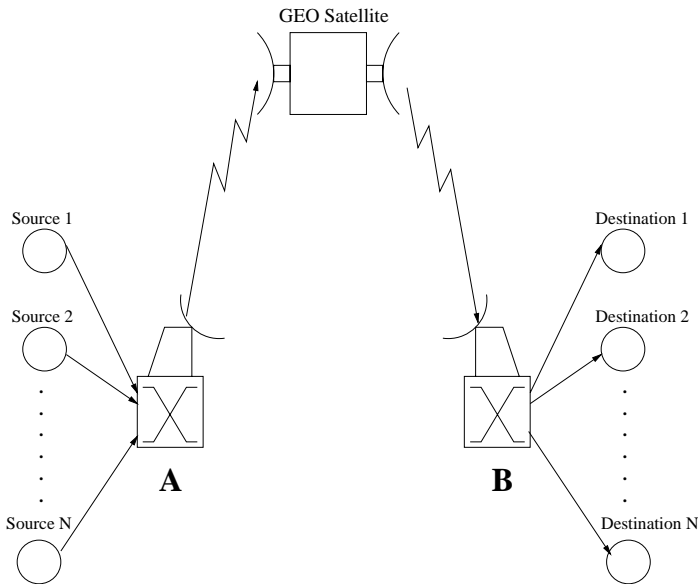 GEO Satellite
Source 1
Destination 1
Source 2
Destination 2
A
B
Source N
Destination N